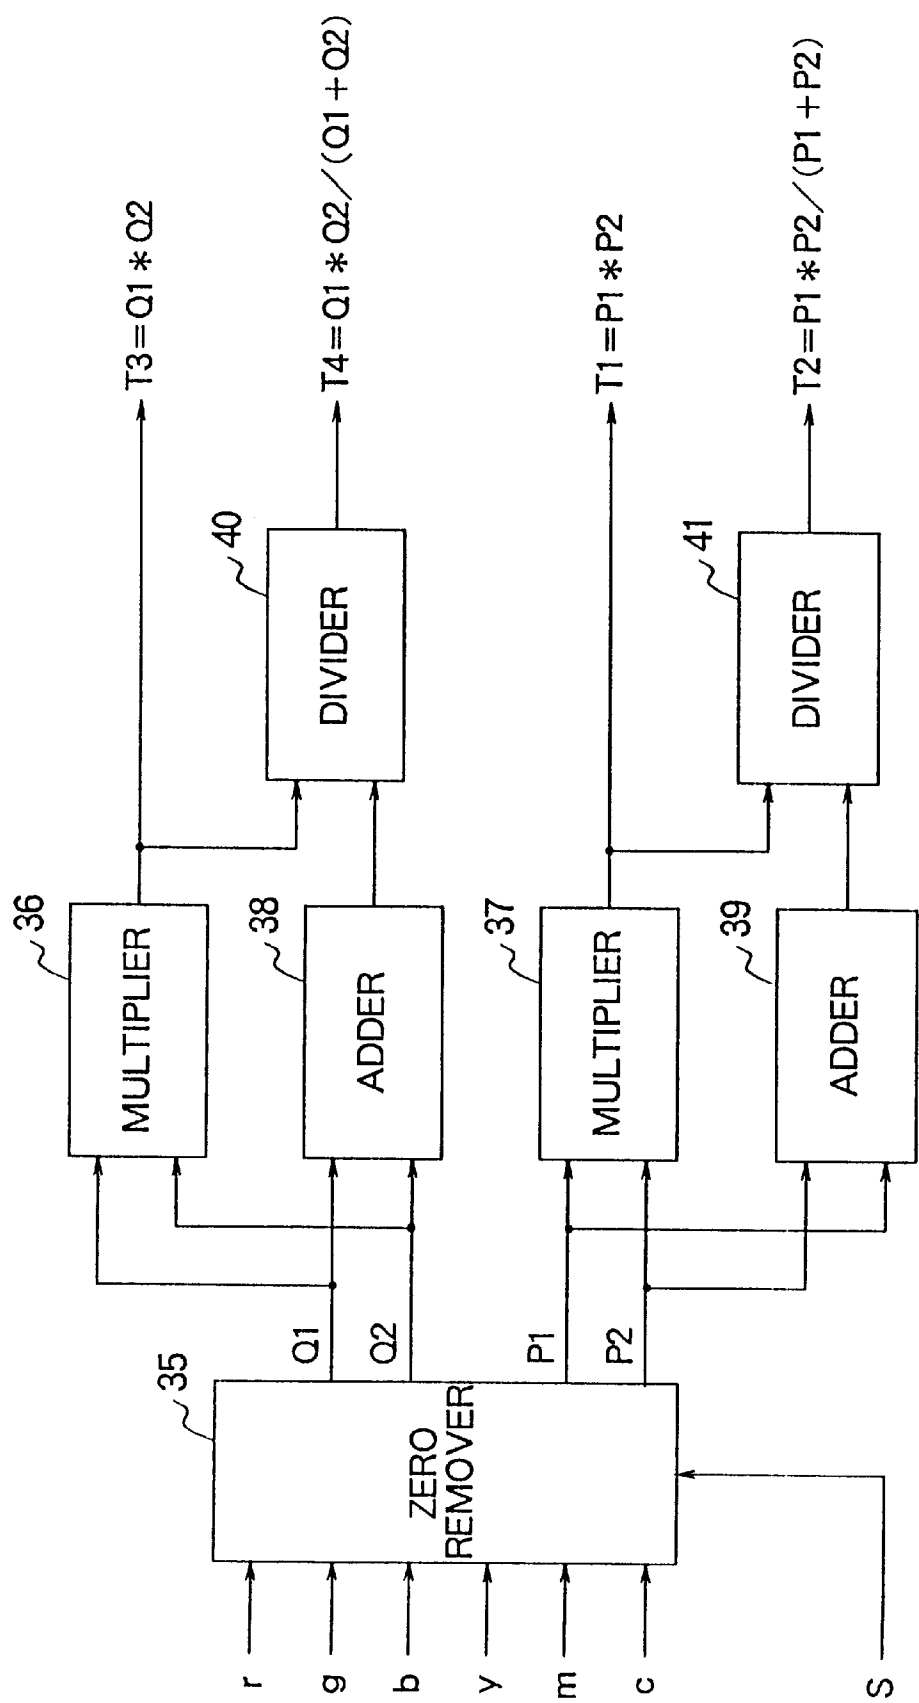 r
g
b
y
m
c
S
35
ZERO
REMOVER
Q1
Q2
P1
P2
36
MULTIPLIER
38
ADDER
37
MULTIPLIER
39
ADDER
40
DIVIDER
41
DIVIDER
T3=Q1*Q2
T4=Q1*Q2/(Q1+Q2)
T1=P1*P2
T2=P1*P2/(P1+P2)